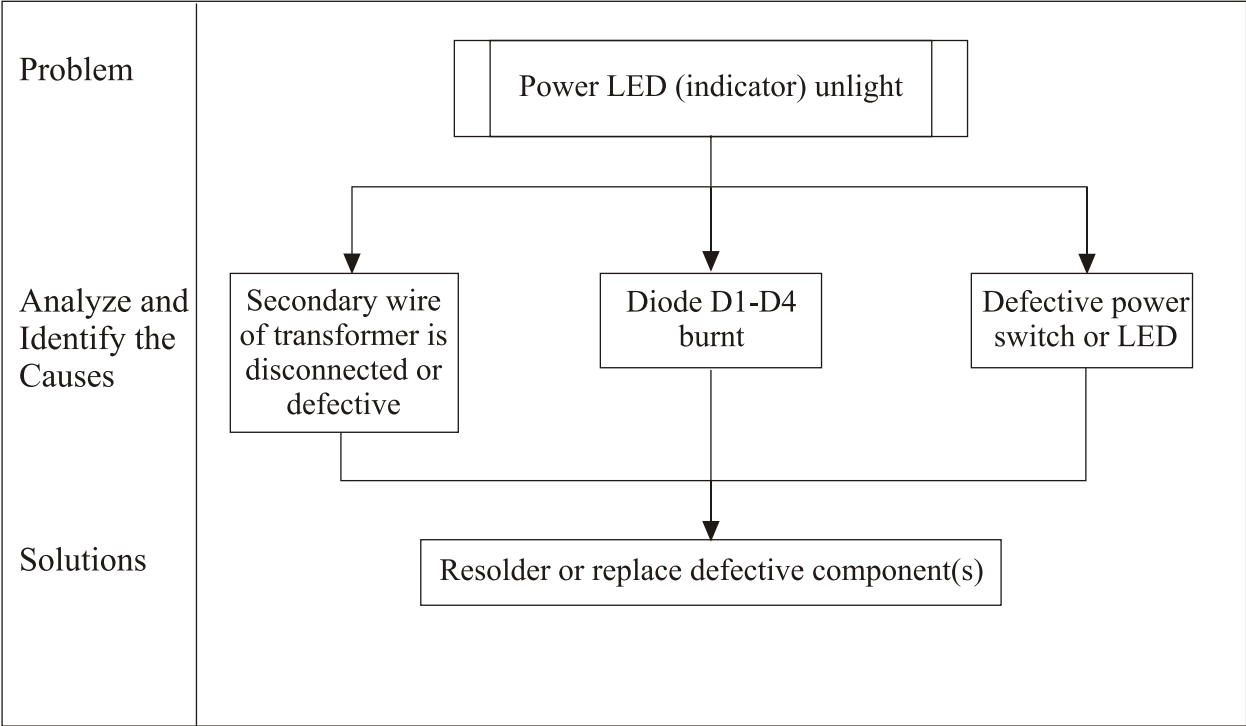 Problem
Power LED (indicator) unlight
Analyze and
Identify the
Causes
Secondary wire
of transformer is
disconnected or
defective
Diode D1-D4
burnt
Defective power
switch or LED
Solutions
Resolder or replace defective component(s)